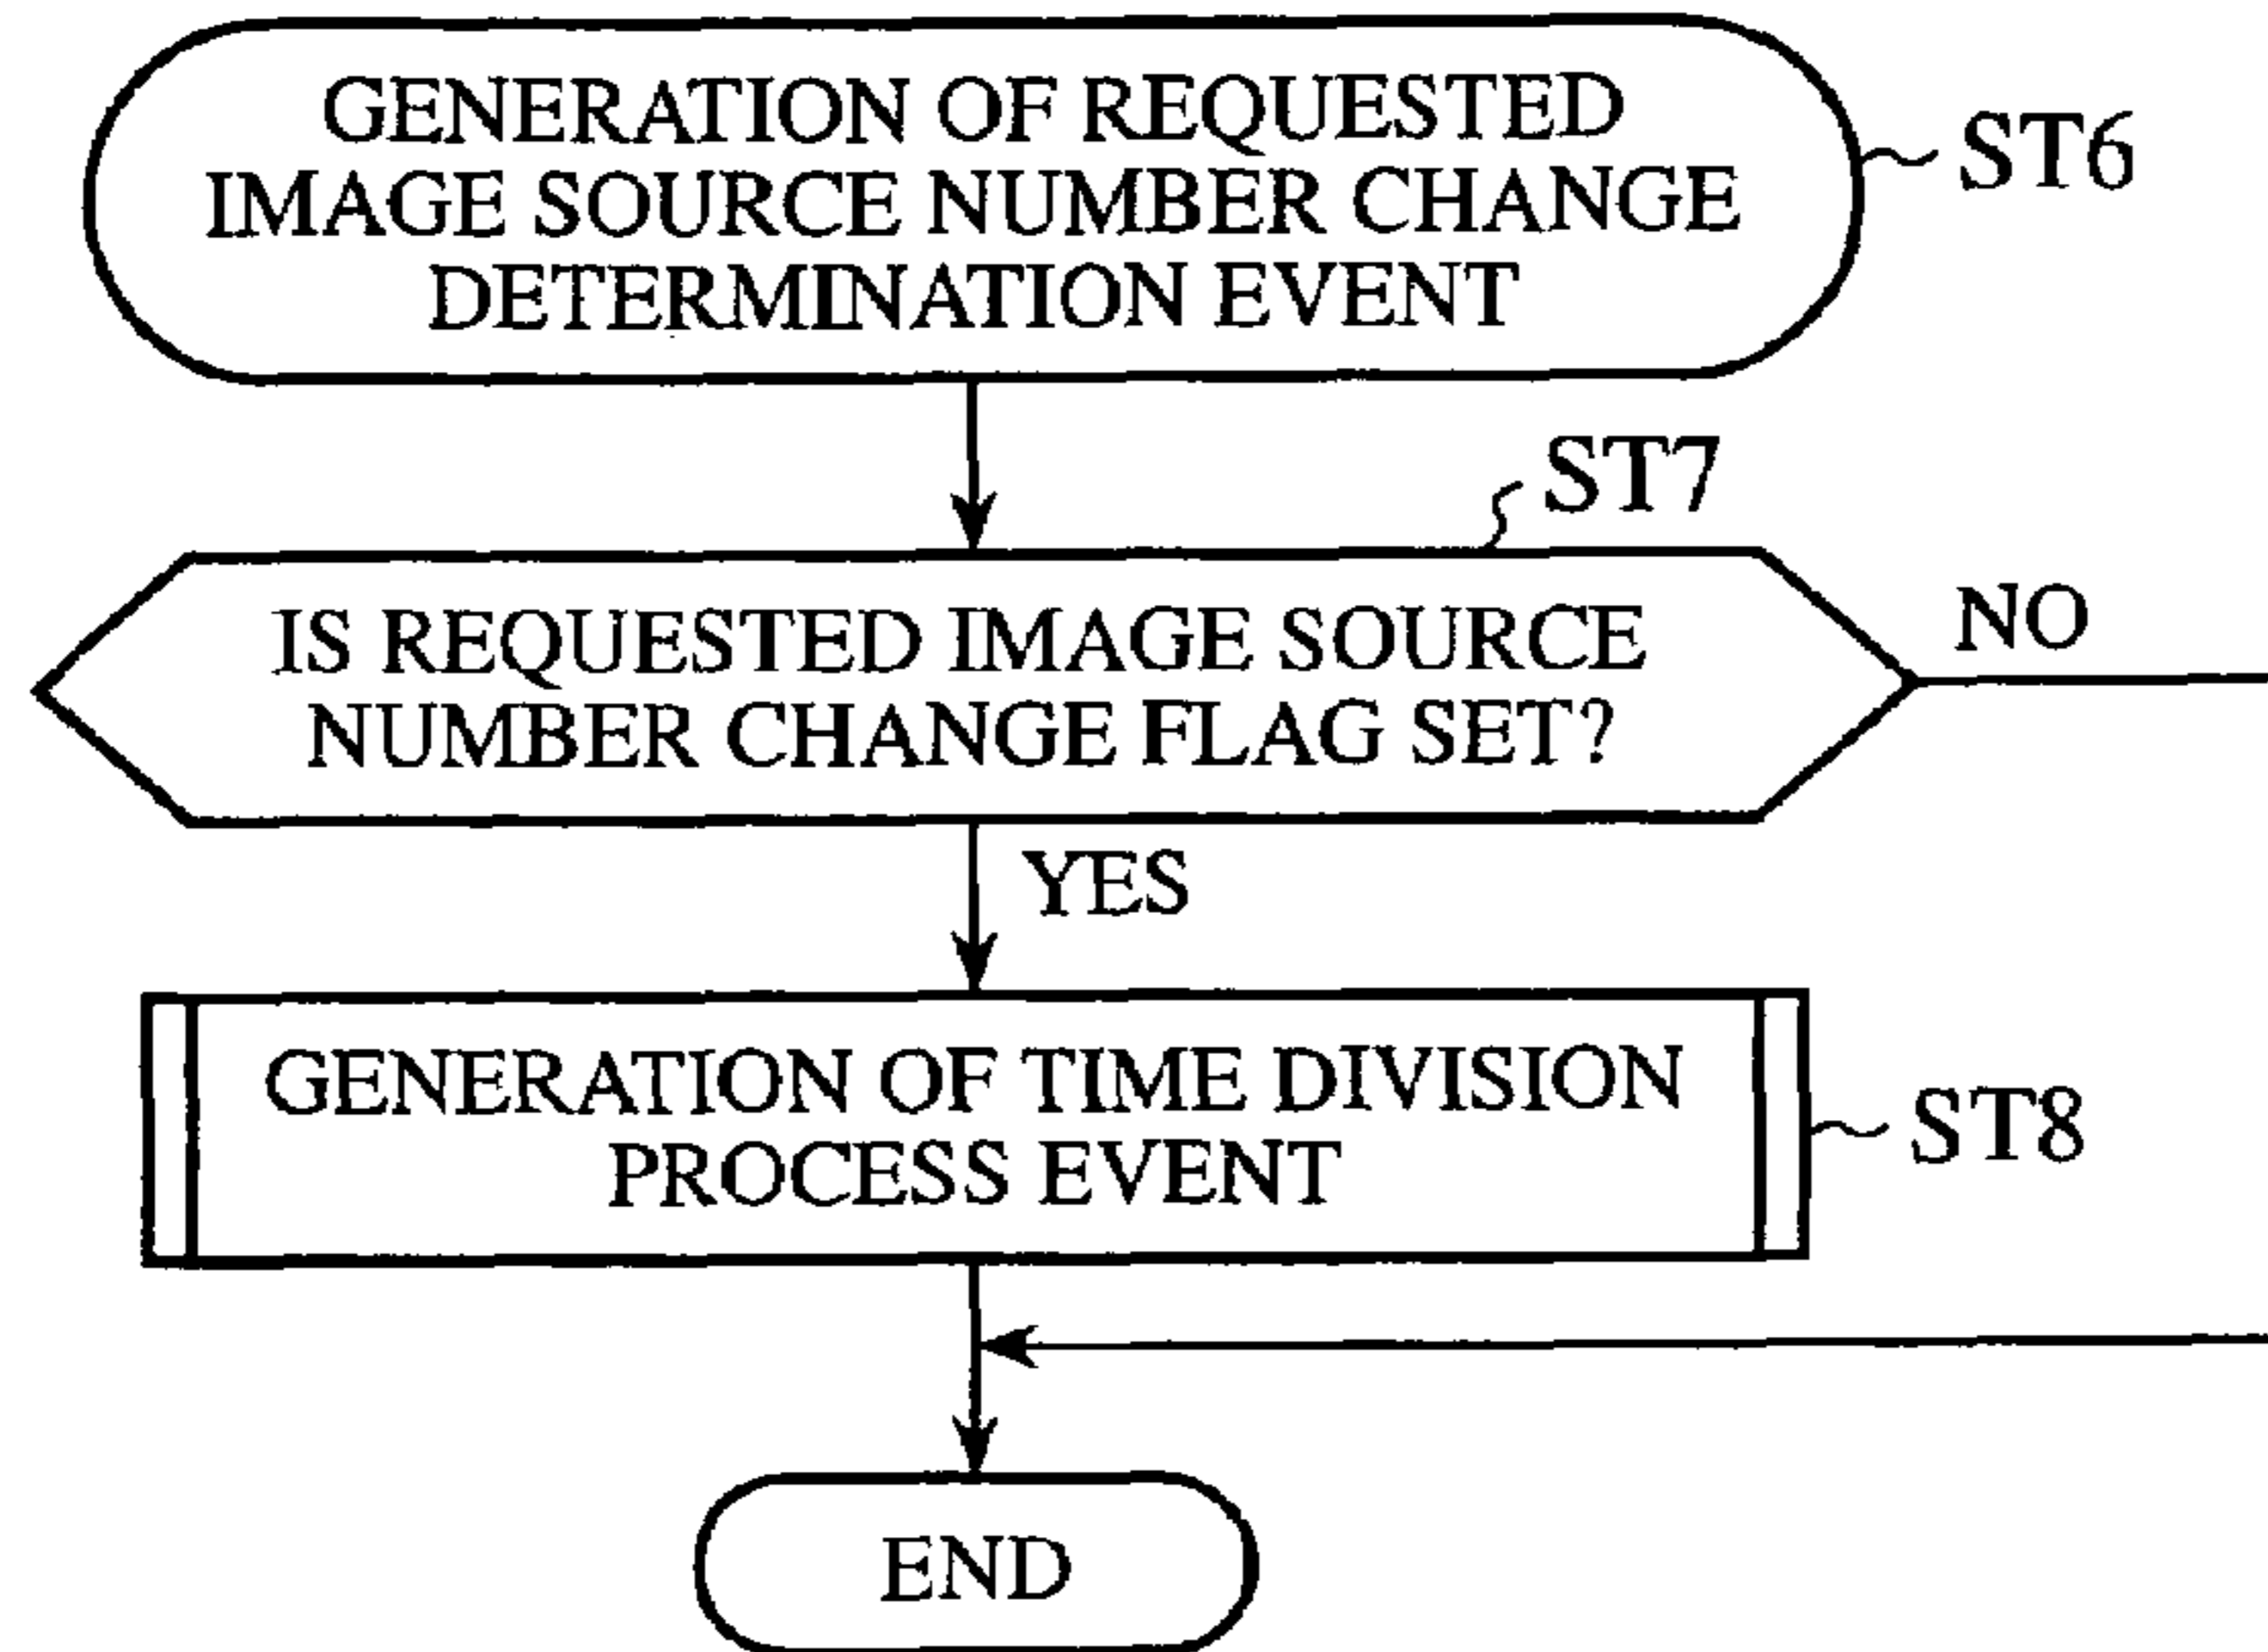 GENERATION OF REQUESTED
IMAGE SOURCE NUMBER CHANGE
DETERMINATION EVENT
ST6
ST7
IS REQUESTED IMAGE SOURCE
NUMBER CHANGE FLAG SET?
NO
YES
GENERATION OF TIME DIVISION
PROCESS EVENT
ST8
END